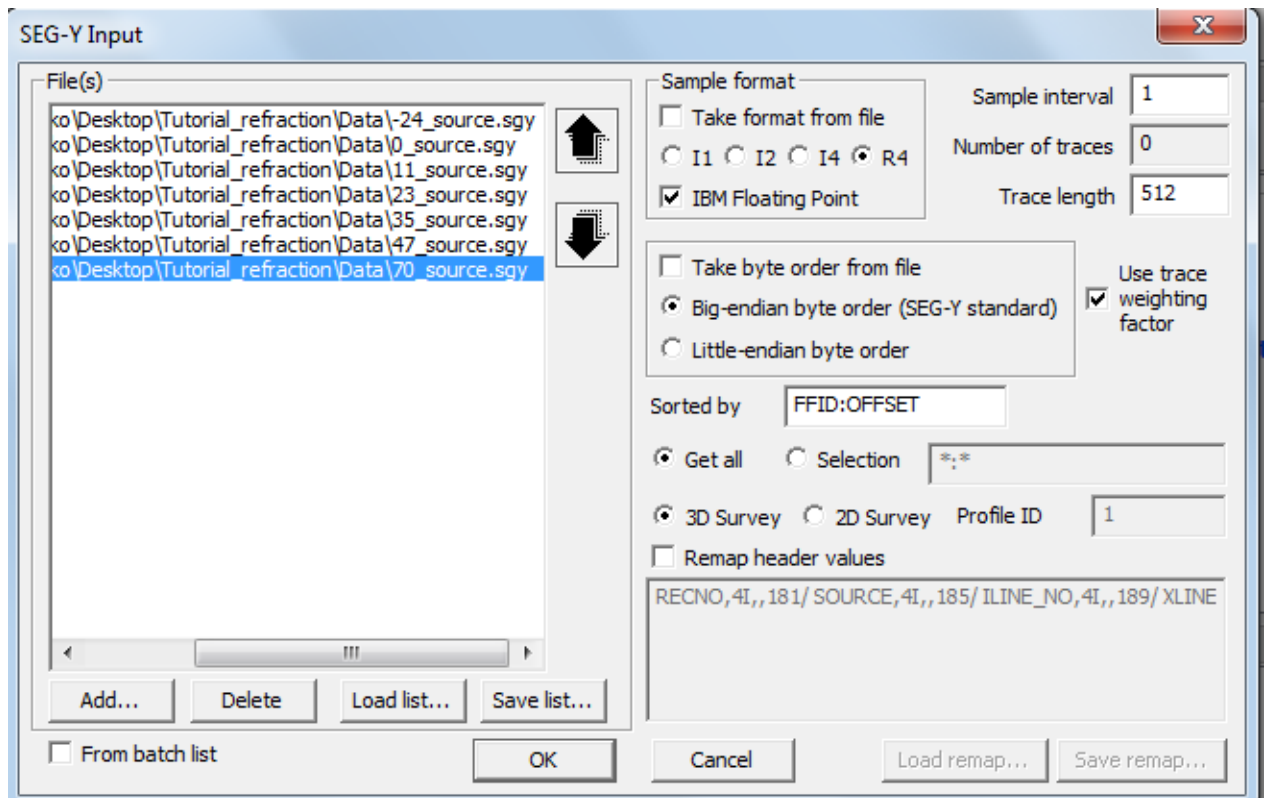 SEG-Y Input
File(s)
ko\Desktop\Tutorial_refraction\Data\-24_source.sgy
ko\Desktop\Tutorial_refraction\Data\0_source.sgy
ko\Desktop\Tutorial_refraction\Data\11_source.sgy
ko\Desktop\Tutorial_refraction\Data\23_source.sgy
ko\Desktop\Tutorial_refraction\Data\35_source.sgy
ko\Desktop\Tutorial_refraction\Data\47_source.sgy
ko\Desktop\Tutorial_refraction\Data\70_source.sgy
Add...
Delete
Load list...
Save list...
From batch list
OK
Sample format
Take format from file
I1 I2 I4 R4
IBM Floating Point
Sample interval 1
Number of traces 0
Trace length 512
Take byte order from file
Big-endian byte order (SEG-Y standard)
Little-endian byte order
Use trace
weighting
factor
Sorted by FFID:OFFSET
Get all Selection *:*
3D Survey 2D Survey Profile ID 1
Remap header values
RECNO,4I,,181/ SOURCE,4I,,185/ ILINE_NO,4I,,189/ XLINE
Cancel
Load remap...
Save remap...